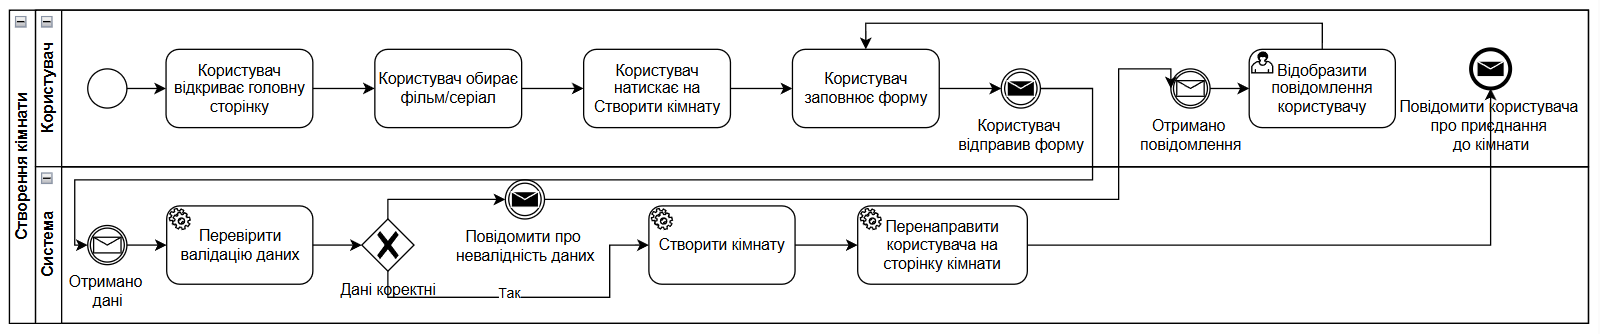 Створення кімнати
Користувач
Користувач
відкриває головну
сторінку
Користувач обирає
фільм/серіал
Користувач
натискає на
Створити кімнату
Користувач
заповнює форму
Користувач
відправив форму
Отримано
повідомлення
Відобразити
повідомлення
користувачу
Повідомити користувача
про приєднання
до кімнати
Система
Отримано
дані
Перевірити
валідацію даних
Дані коректні
Так
Повідомити про
невалідність даних
Створити кімнату
Перенаправити
користувача на
сторінку кімнати